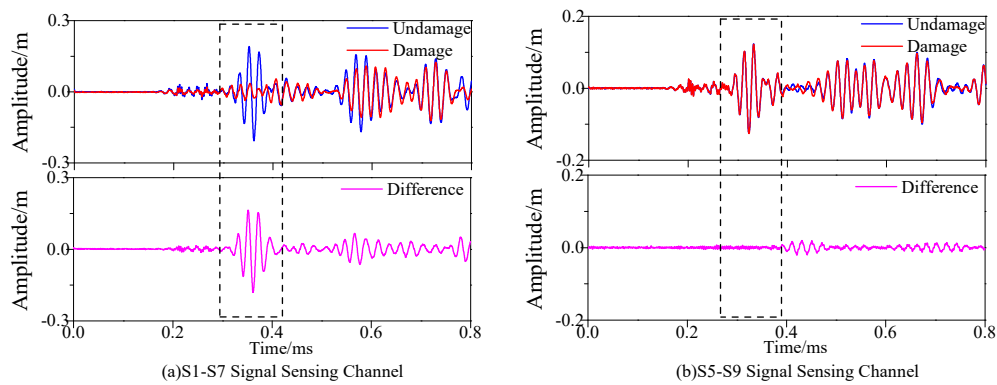 0.3
Undamage
Damage
Amplitude/m
0.0
-0.3
0.3
Difference
Amplitude/m
0.0
-0.3
0.0 0.2 0.4 0.6 0.8
Time/ms
(a)S1-S7 Signal Sensing Channel
0.2
Undamage
Damage
Amplitude/m
0.0
-0.2
0.2
Difference
Amplitude/m
0.0
-0.2
0.0 0.2 0.4 0.6 0.8
Time/ms
(b)S5-S9 Signal Sensing Channel